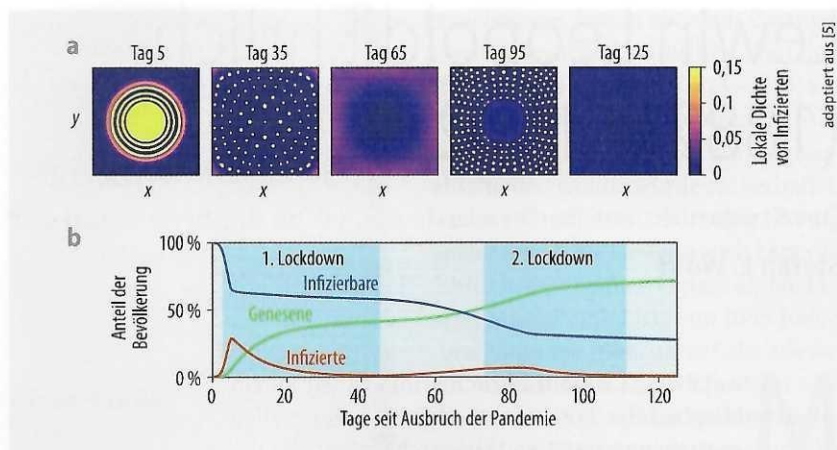 a
Tag 5
Tag 35
Tag 65
Tag 95
Tag 125
y
x
x
x
x
x
0,15
0,1
0,05
0
Lokale Dichte
von Infizierten
adaptiert aus [5]
b
100 %
50 %
0 %
Anteil der
Bevölkerung
1. Lockdown
2. Lockdown
Infizierbare
Genesene
Infizierte
0
20
40
60
80
100
120
Tage seit Ausbruch der Pandemie